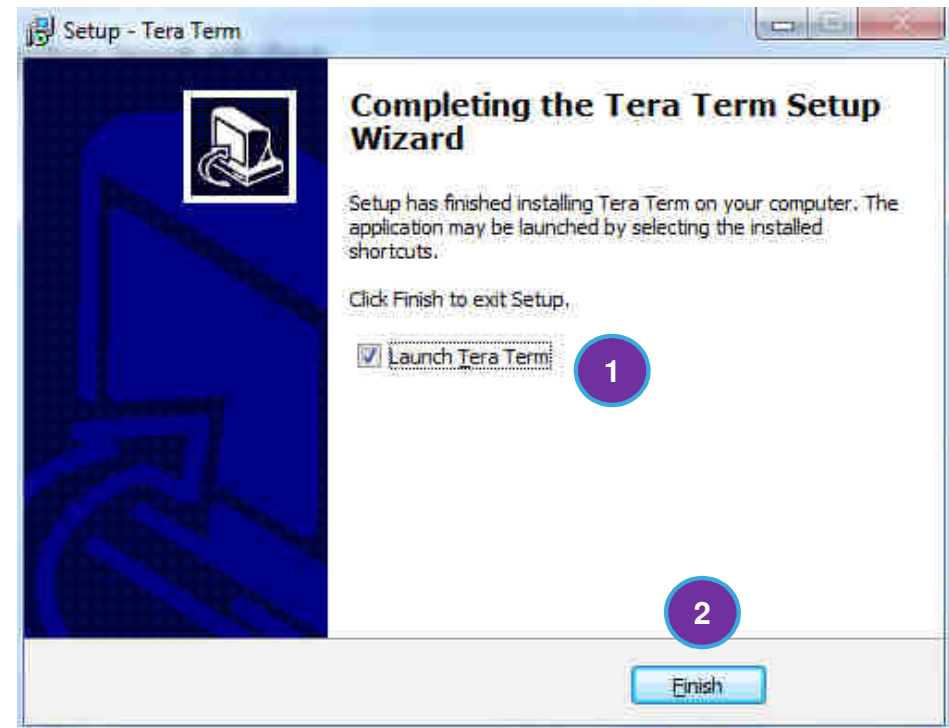 Setup - Tera Term
Completing the Tera Term Setup
Wizard
Setup has finished installing Tera Term on your computer. The
application may be launched by selecting the installed
shortcuts.
Click Finish to exit Setup.
Launch Tera Term
1
2
Finish